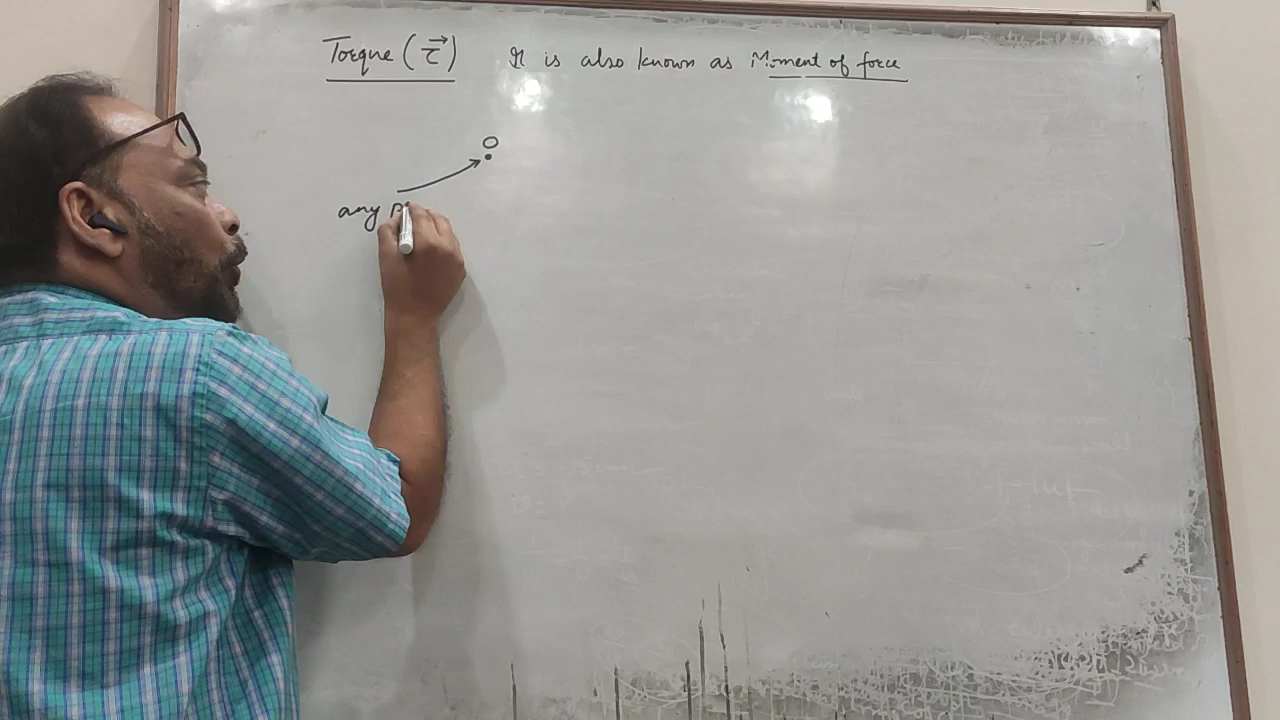 Torque (τ⃗) It is also known as Moment of force
O
any